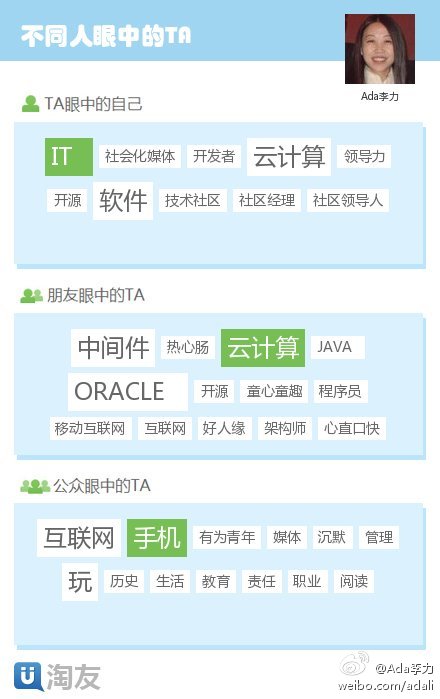 不同人眼中的TA
Ada李力
TA眼中的自己
IT 社会化媒体 开发者 云计算 领导力
开源 软件 技术社区 社区经理 社区领导人
朋友眼中的TA
中间件 热心肠 云计算 JAVA
ORACLE 开源 童心童趣 程序员
移动互联网 互联网 好人缘 架构师 心直口快
公众眼中的TA
互联网 手机 有为青年 媒体 沉默 管理
玩 历史 生活 教育 责任 职业 阅读
淘友
@Ada李力
weibo.com/adali